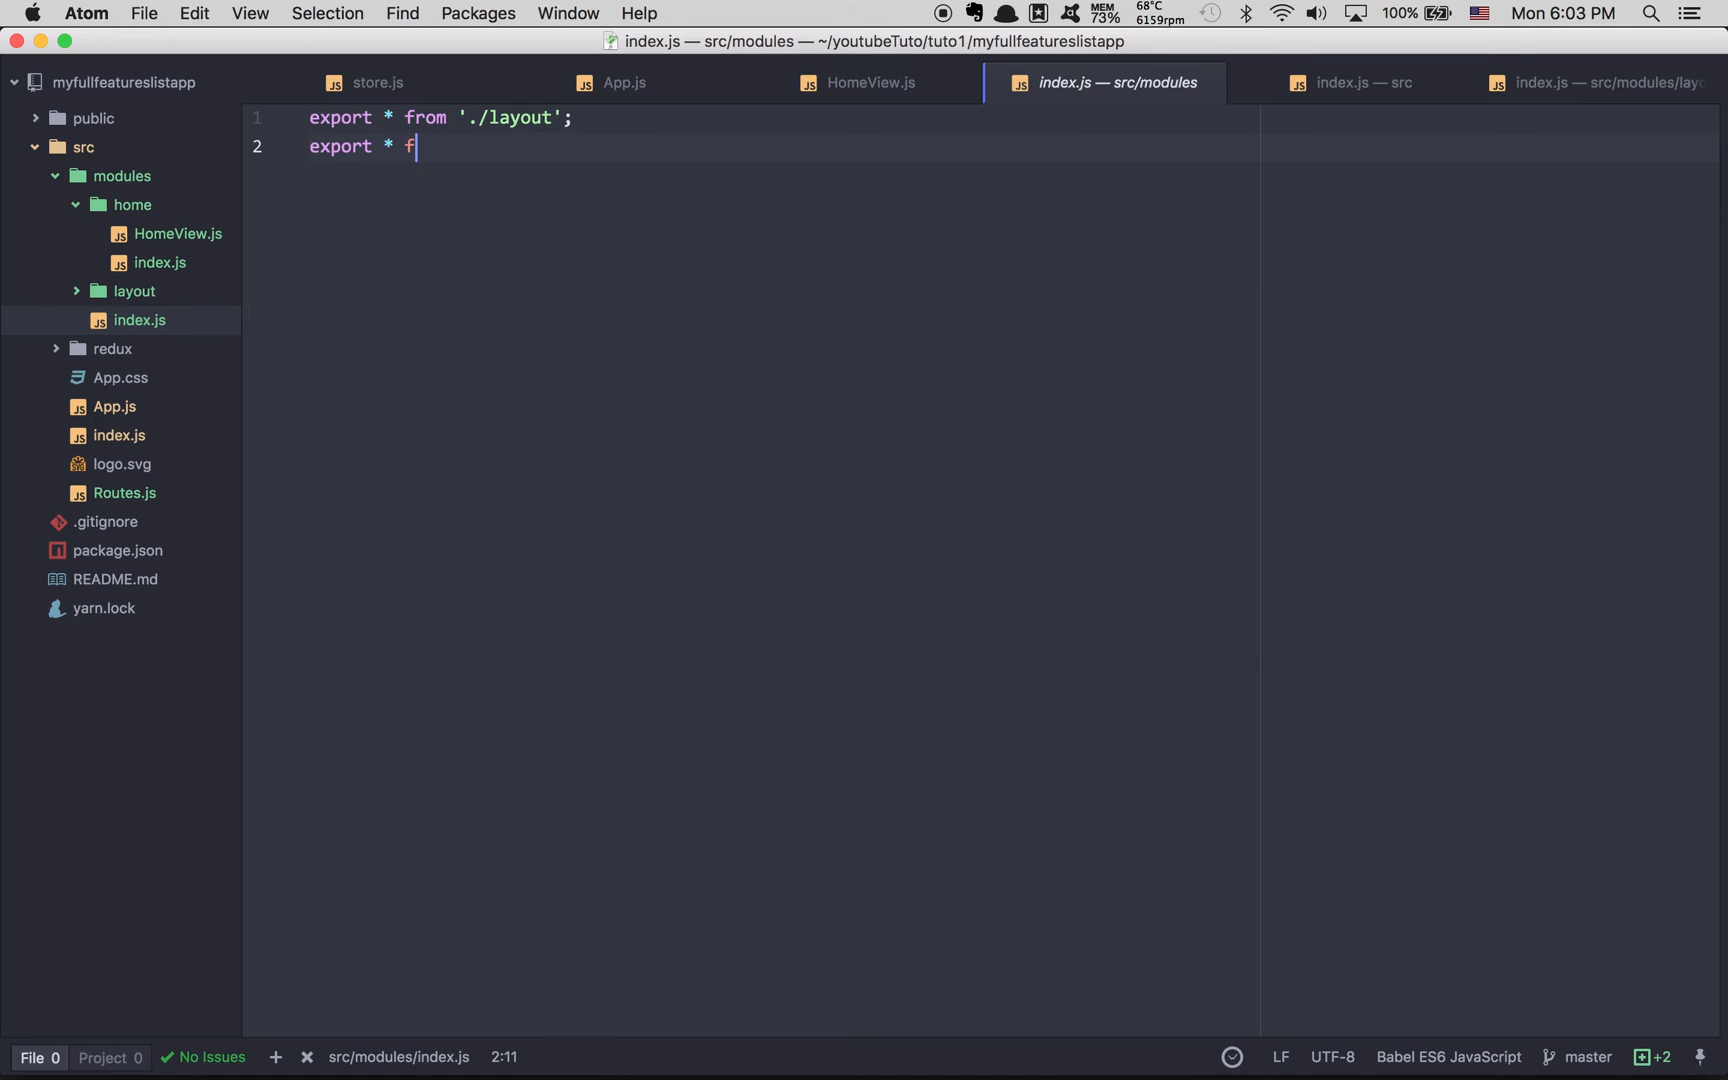 Atom File Edit View Selection Find Packages Window Help MEM 73% 68°C 6159rpm 100% Mon 6:03 PM
index.js — src/modules — ~/youtubeTuto/tuto1/myfullfeatureslistapp
myfullfeatureslistapp
store.js App.js HomeView.js index.js — src/modules index.js — src index.js — src/modules/layo
public
src
modules
home
HomeView.js
index.js
layout
index.js
redux
App.css
App.js
index.js
logo.svg
Routes.js
.gitignore
package.json
README.md
yarn.lock
1 export * from './layout';
2 export * f
File 0 Project 0 No Issues src/modules/index.js 2:11 LF UTF-8 Babel ES6 JavaScript master +2